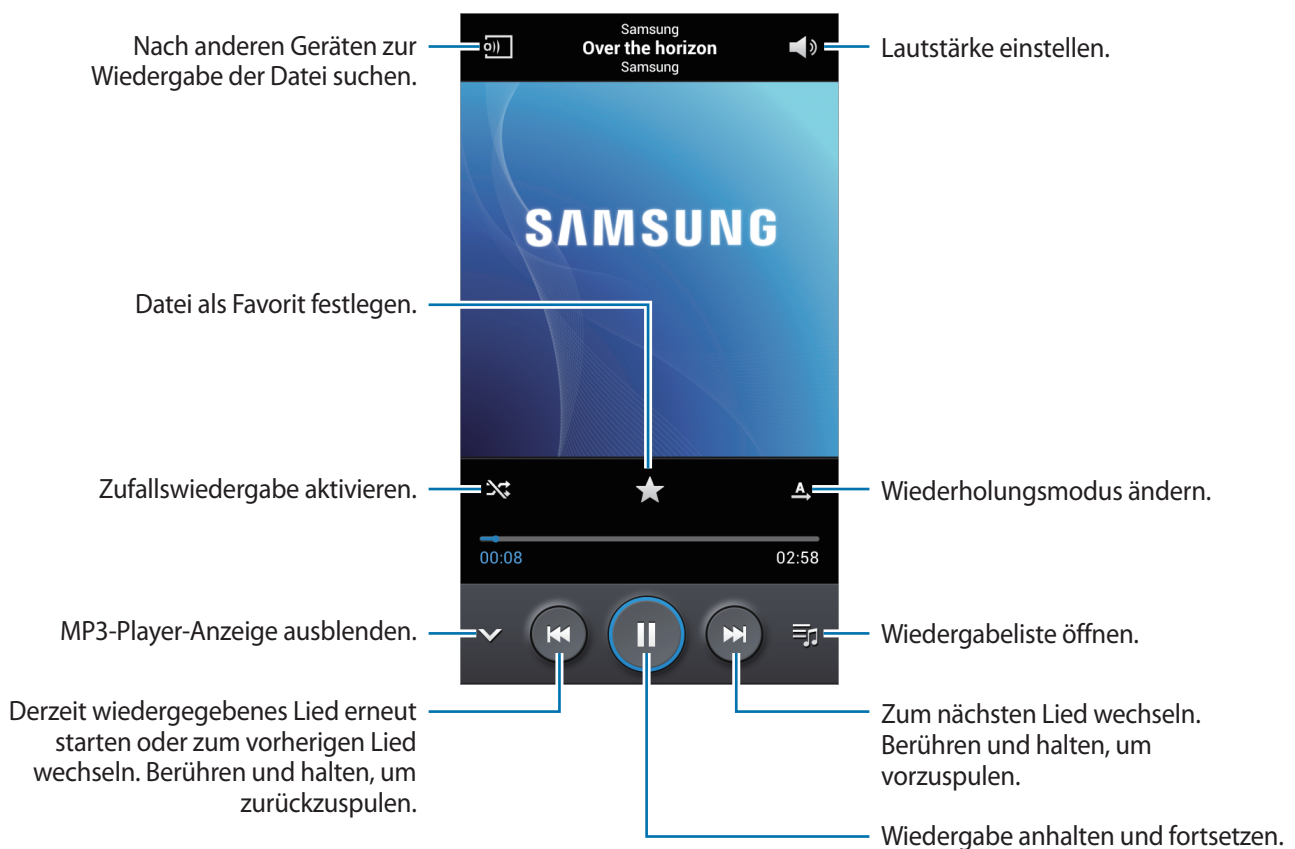 Nach anderen Geräten zur
Wiedergabe der Datei suchen.
Samsung
Over the horizon
Samsung
Lautstärke einstellen.
SAMSUNG
Datei als Favorit festlegen.
Zufallswiedergabe aktivieren.
A
Wiederholungsmodus ändern.
00:08
02:58
MP3-Player-Anzeige ausblenden.
Wiedergabeliste öffnen.
Derzeit wiedergegebenes Lied erneut
starten oder zum vorherigen Lied
wechseln. Berühren und halten, um
zurückzuspulen.
Zum nächsten Lied wechseln.
Berühren und halten, um
vorzuspulen.
Wiedergabe anhalten und fortsetzen.